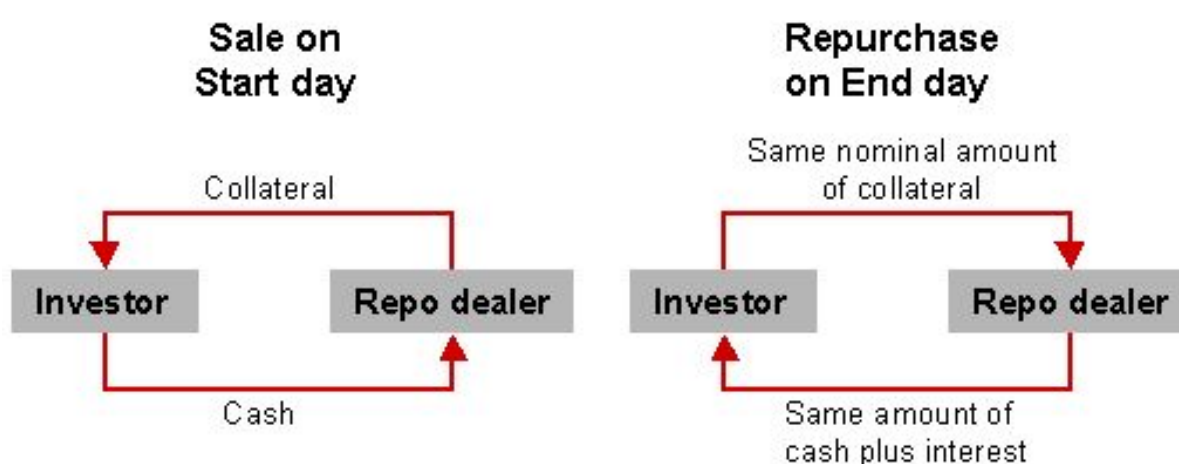 Sale on
Start day
Collateral
Investor
Repo dealer
Cash
Repurchase
on End day
Same nominal amount
of collateral
Investor
Repo dealer
Same amount of
cash plus interest